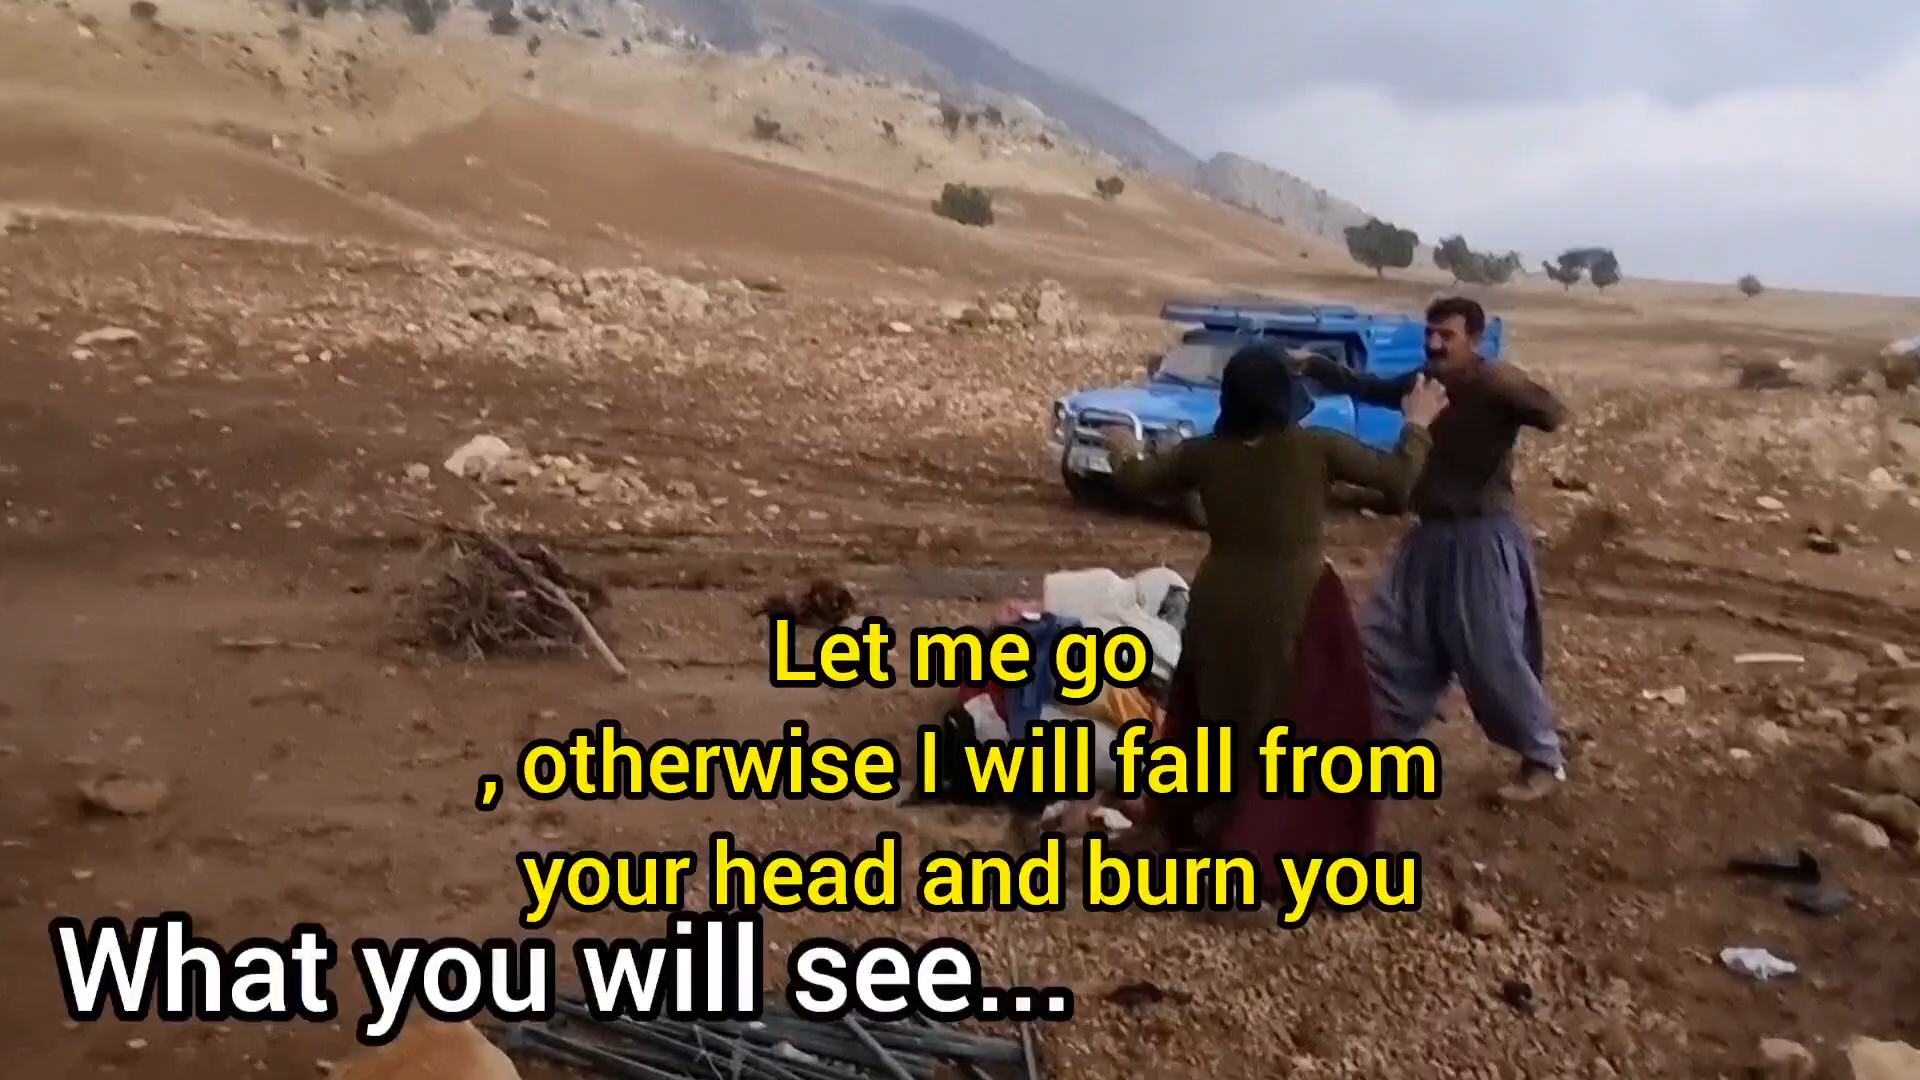 Let me go
, otherwise I will fall from
your head and burn you
What you will see...